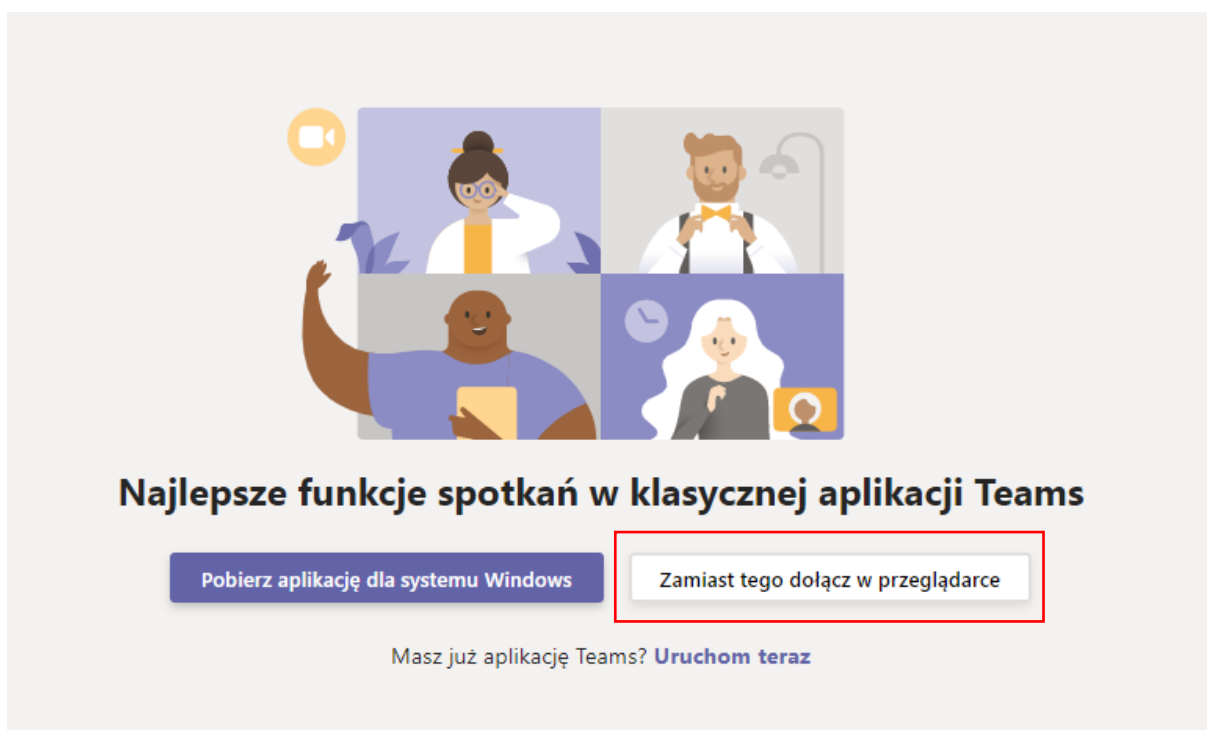 Najlepsze funkcje spotkań w klasycznej aplikacji Teams
Pobierz aplikację dla systemu Windows
Zamiast tego dołącz w przeglądarce
Masz już aplikację Teams? Uruchom teraz